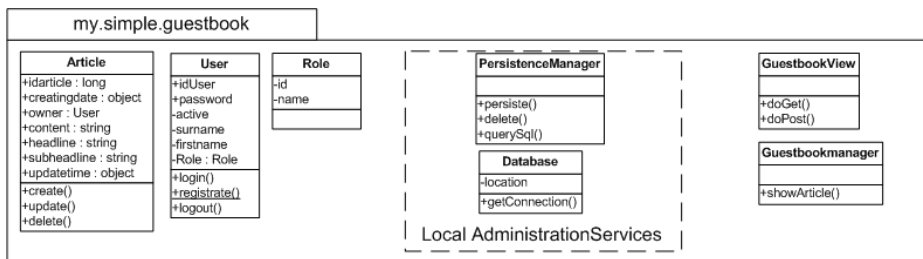 my.simple.guestbook
Article
+idarticle : long
+creatingdate : object
+owner : User
+content : string
+headline : string
+subheadline : string
+updatetime : object
+create()
+update()
+delete()
User
+idUser
+password
-active
-surname
-firstname
-Role : Role
+login()
+registrate()
+logout()
Role
-id
-name
PersistenceManager
+persiste()
+delete()
+querySql()
Database
-location
+getConnection()
Local AdministrationServices
GuestbookView
+doGet()
+doPost()
Guestbookmanager
+showArticle()